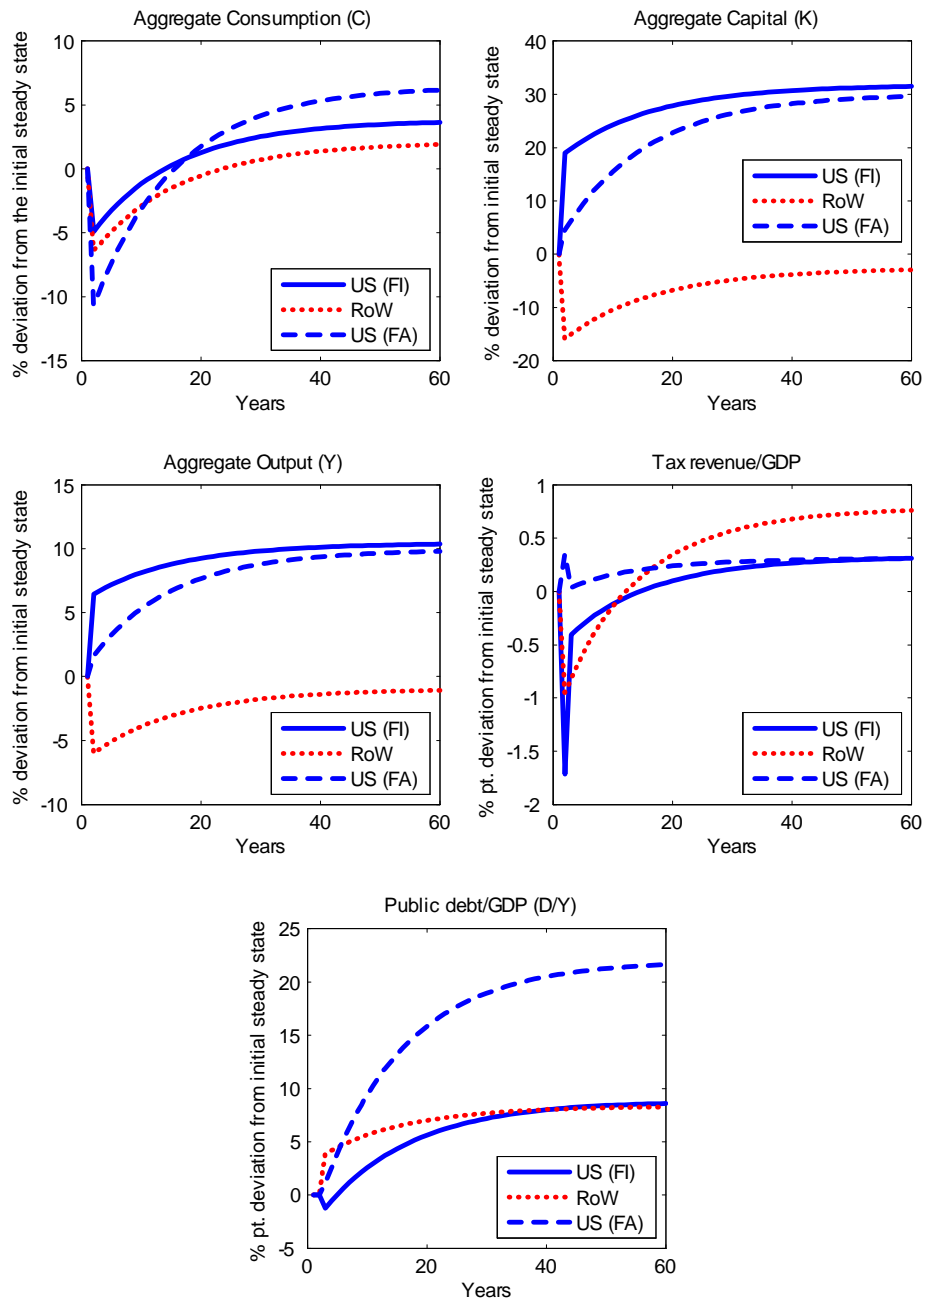 Aggregate Consumption (C)
% deviation from the initial steady state
10
5
0
-5
-10
-15
US (FI)
RoW
US (FA)
0
20
40
60
Years
Aggregate Capital (K)
% deviation from initial steady state
40
30
20
10
0
-10
-20
US (FI)
RoW
US (FA)
0
20
40
60
Years
Aggregate Output (Y)
% deviation from initial steady state
15
10
5
0
-5
-10
US (FI)
RoW
US (FA)
0
20
40
60
Years
Tax revenue/GDP
% pt. deviation from initial steady state
1
0.5
0
-0.5
-1
-1.5
-2
US (FI)
RoW
US (FA)
0
20
40
60
Years
Public debt/GDP (D/Y)
% pt. deviation from initial steady state
25
20
15
10
5
0
-5
US (FI)
RoW
US (FA)
0
20
40
60
Years